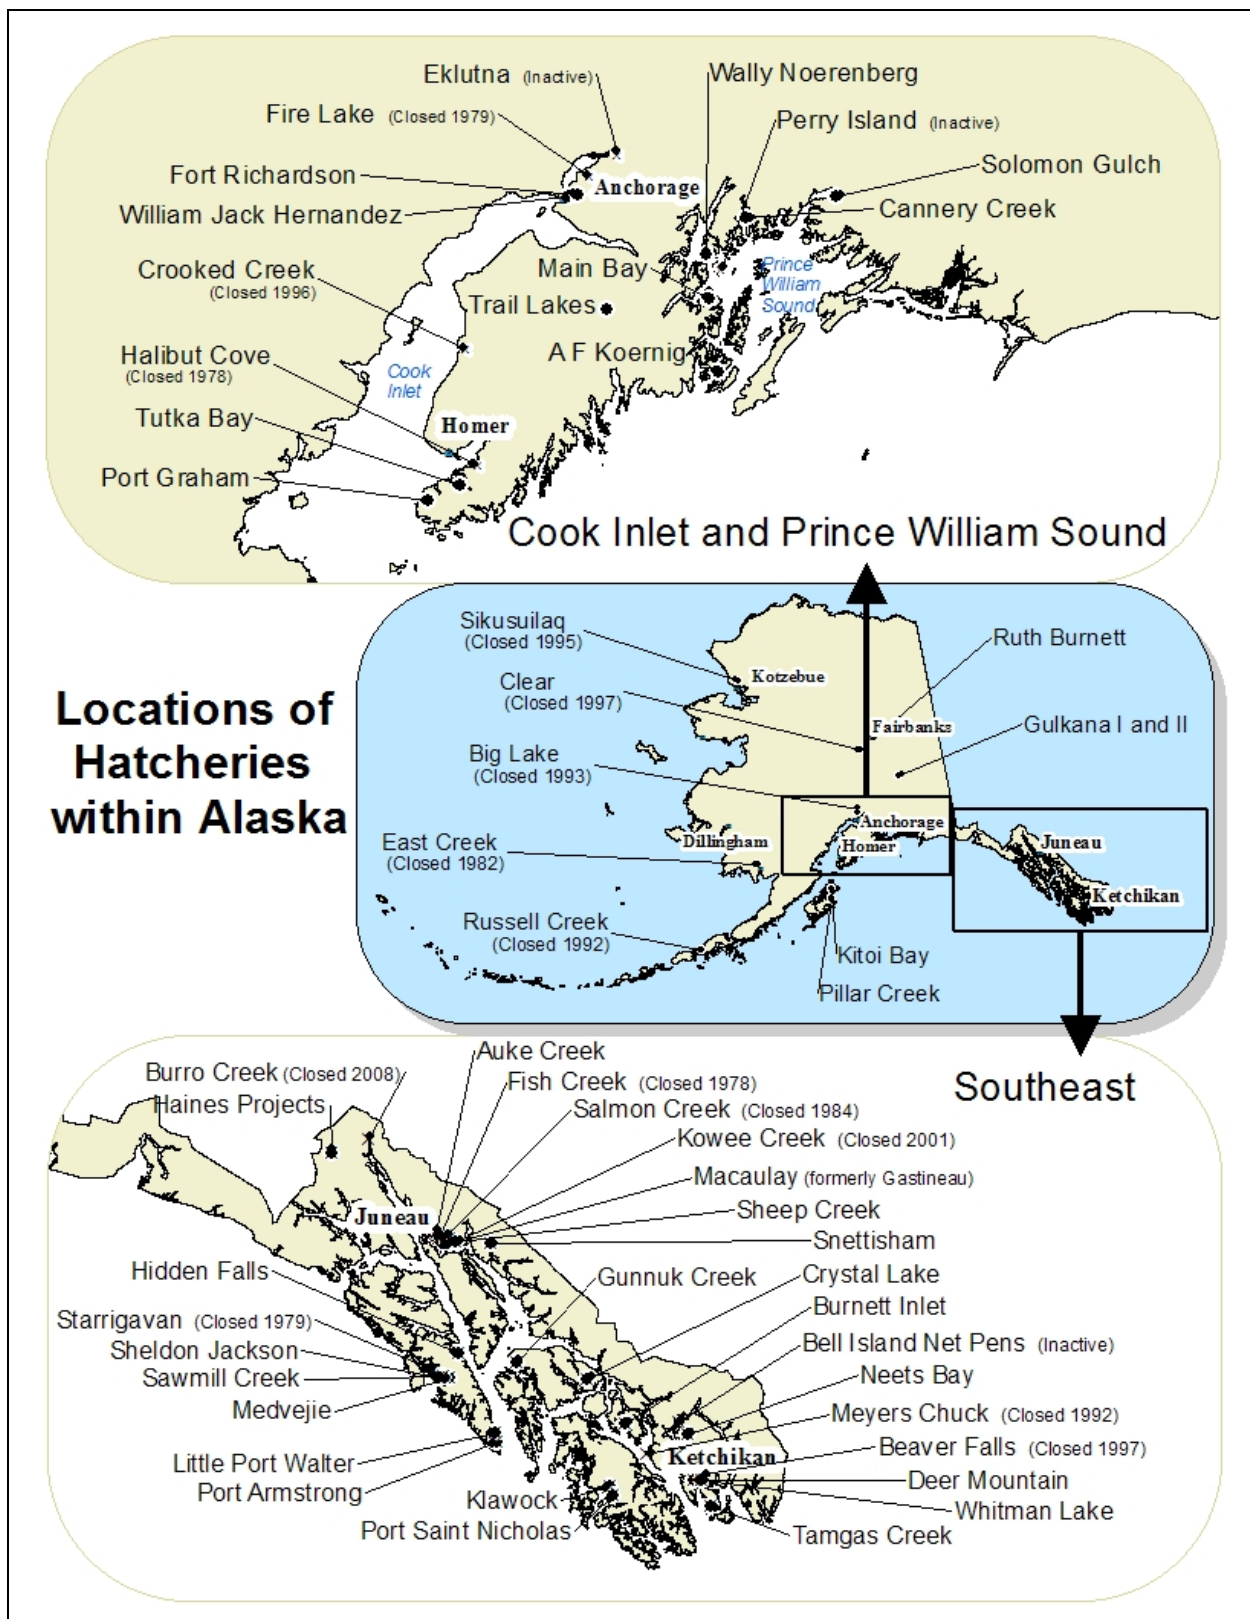 Eklutna (Inactive)
Wally Noerenberg
Fire Lake (Closed 1979)
Perry Island (Inactive)
Solomon Gulch
Fort Richardson
Anchorage
William Jack Hernandez
Cannery Creek
Crooked Creek
(Closed 1996)
Main Bay
Prince
William
Sound
Trail Lakes
Halibut Cove
(Closed 1978)
A F Koernig
Cook
Inlet
Tutka Bay
Homer
Port Graham
Cook Inlet and Prince William Sound
Locations of
Hatcheries
within Alaska
Sikusuilaq
(Closed 1995)
Ruth Burnett
Kotzebue
Clear
(Closed 1997)
Fairbanks
Gulkana I and II
Big Lake
(Closed 1993)
Anchorage
East Creek
(Closed 1982)
Dillingham
Homer
Juneau
Ketchikan
Russell Creek
(Closed 1992)
Kitoi Bay
Pillar Creek
Southeast
Auke Creek
Burro Creek (Closed 2008)
Fish Creek (Closed 1978)
Haines Projects
Salmon Creek (Closed 1984)
Kowee Creek (Closed 2001)
Macaulay (formerly Gastineau)
Juneau
Sheep Creek
Snettisham
Hidden Falls
Gunnuk Creek
Crystal Lake
Burnett Inlet
Starrigavan (Closed 1979)
Bell Island Net Pens (Inactive)
Sheldon Jackson
Sawmill Creek
Neets Bay
Medvejie
Meyers Chuck (Closed 1992)
Ketchikan
Beaver Falls (Closed 1997)
Little Port Walter
Deer Mountain
Port Armstrong
Klawock
Whitman Lake
Port Saint Nicholas
Tamgas Creek